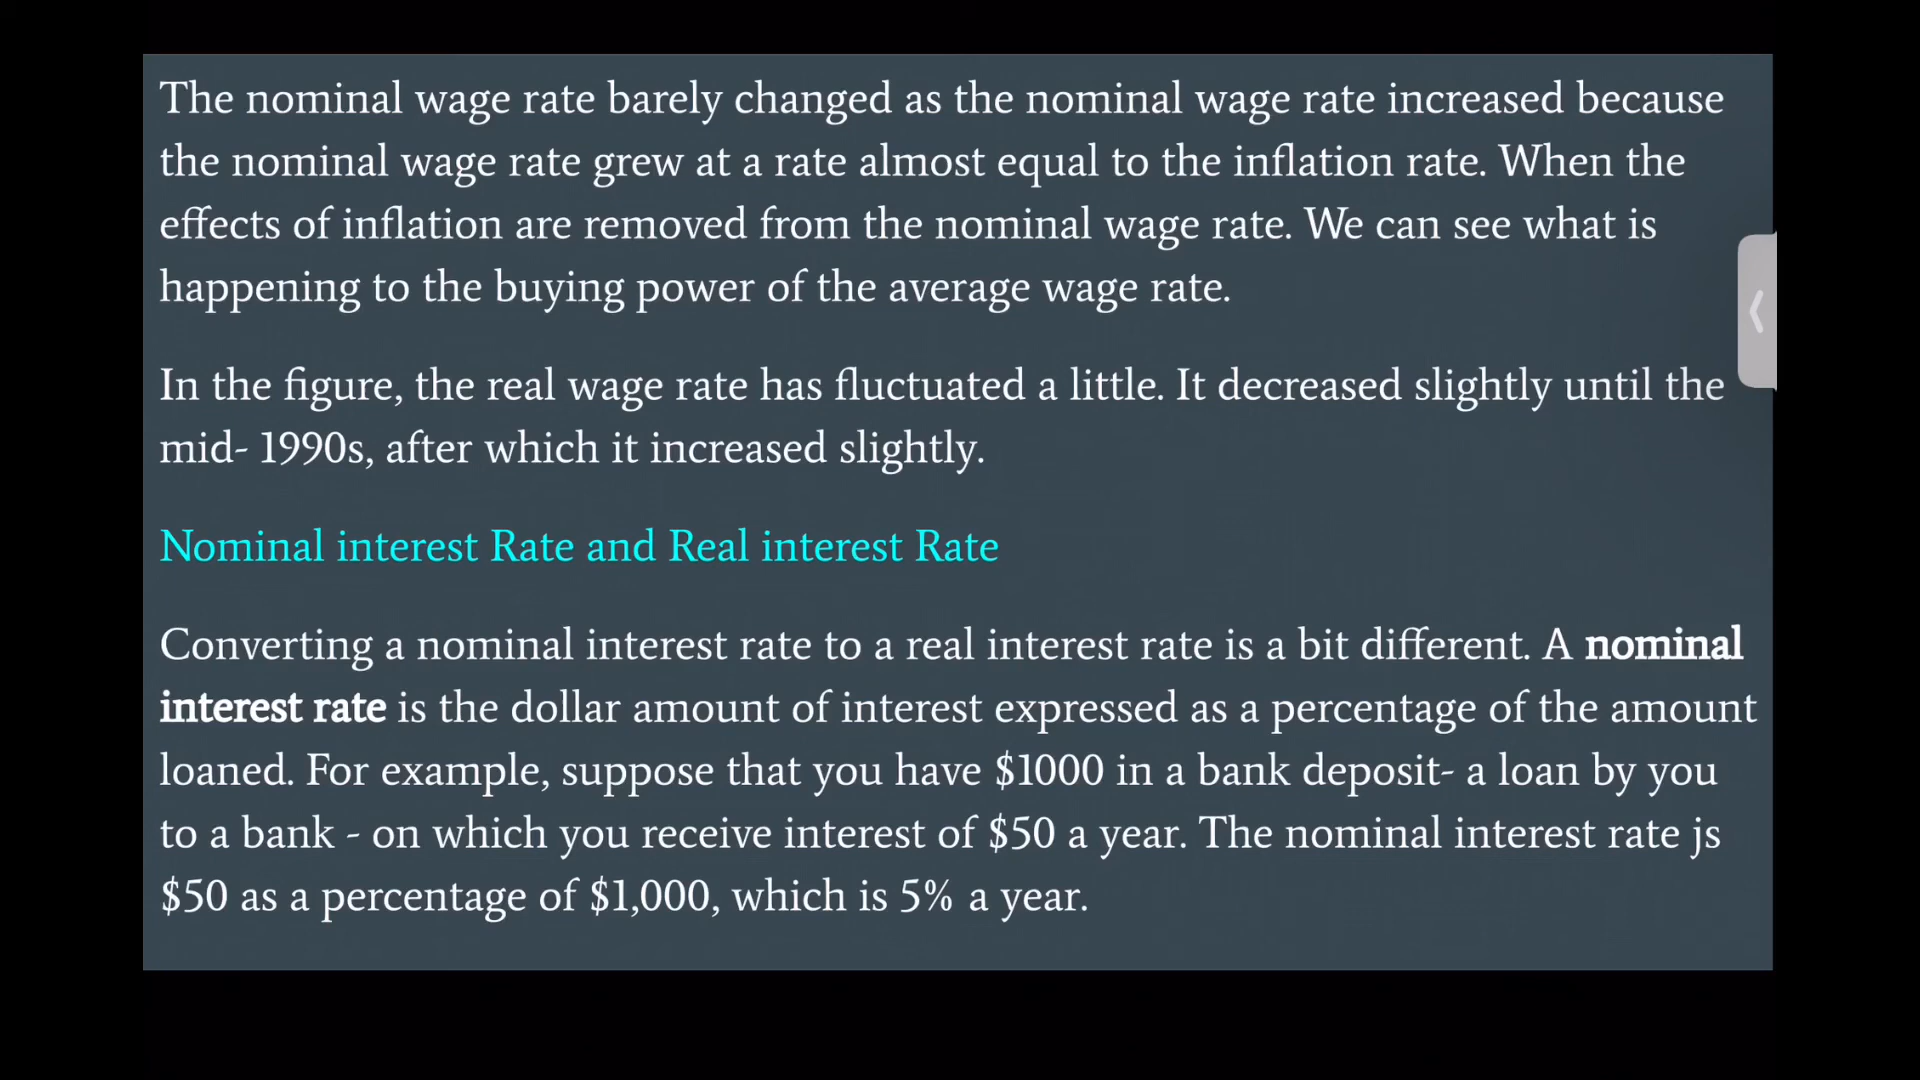 The nominal wage rate barely changed as the nominal wage rate increased because
the nominal wage rate grew at a rate almost equal to the inflation rate. When the
effects of inflation are removed from the nominal wage rate. We can see what is
happening to the buying power of the average wage rate.
In the figure, the real wage rate has fluctuated a little. It decreased slightly until the
mid- 1990s, after which it increased slightly.
Nominal interest Rate and Real interest Rate
Converting a nominal interest rate to a real interest rate is a bit different. A nominal
interest rate is the dollar amount of interest expressed as a percentage of the amount
loaned. For example, suppose that you have $1000 in a bank deposit- a loan by you
to a bank - on which you receive interest of $50 a year. The nominal interest rate js
$50 as a percentage of $1,000, which is 5% a year.